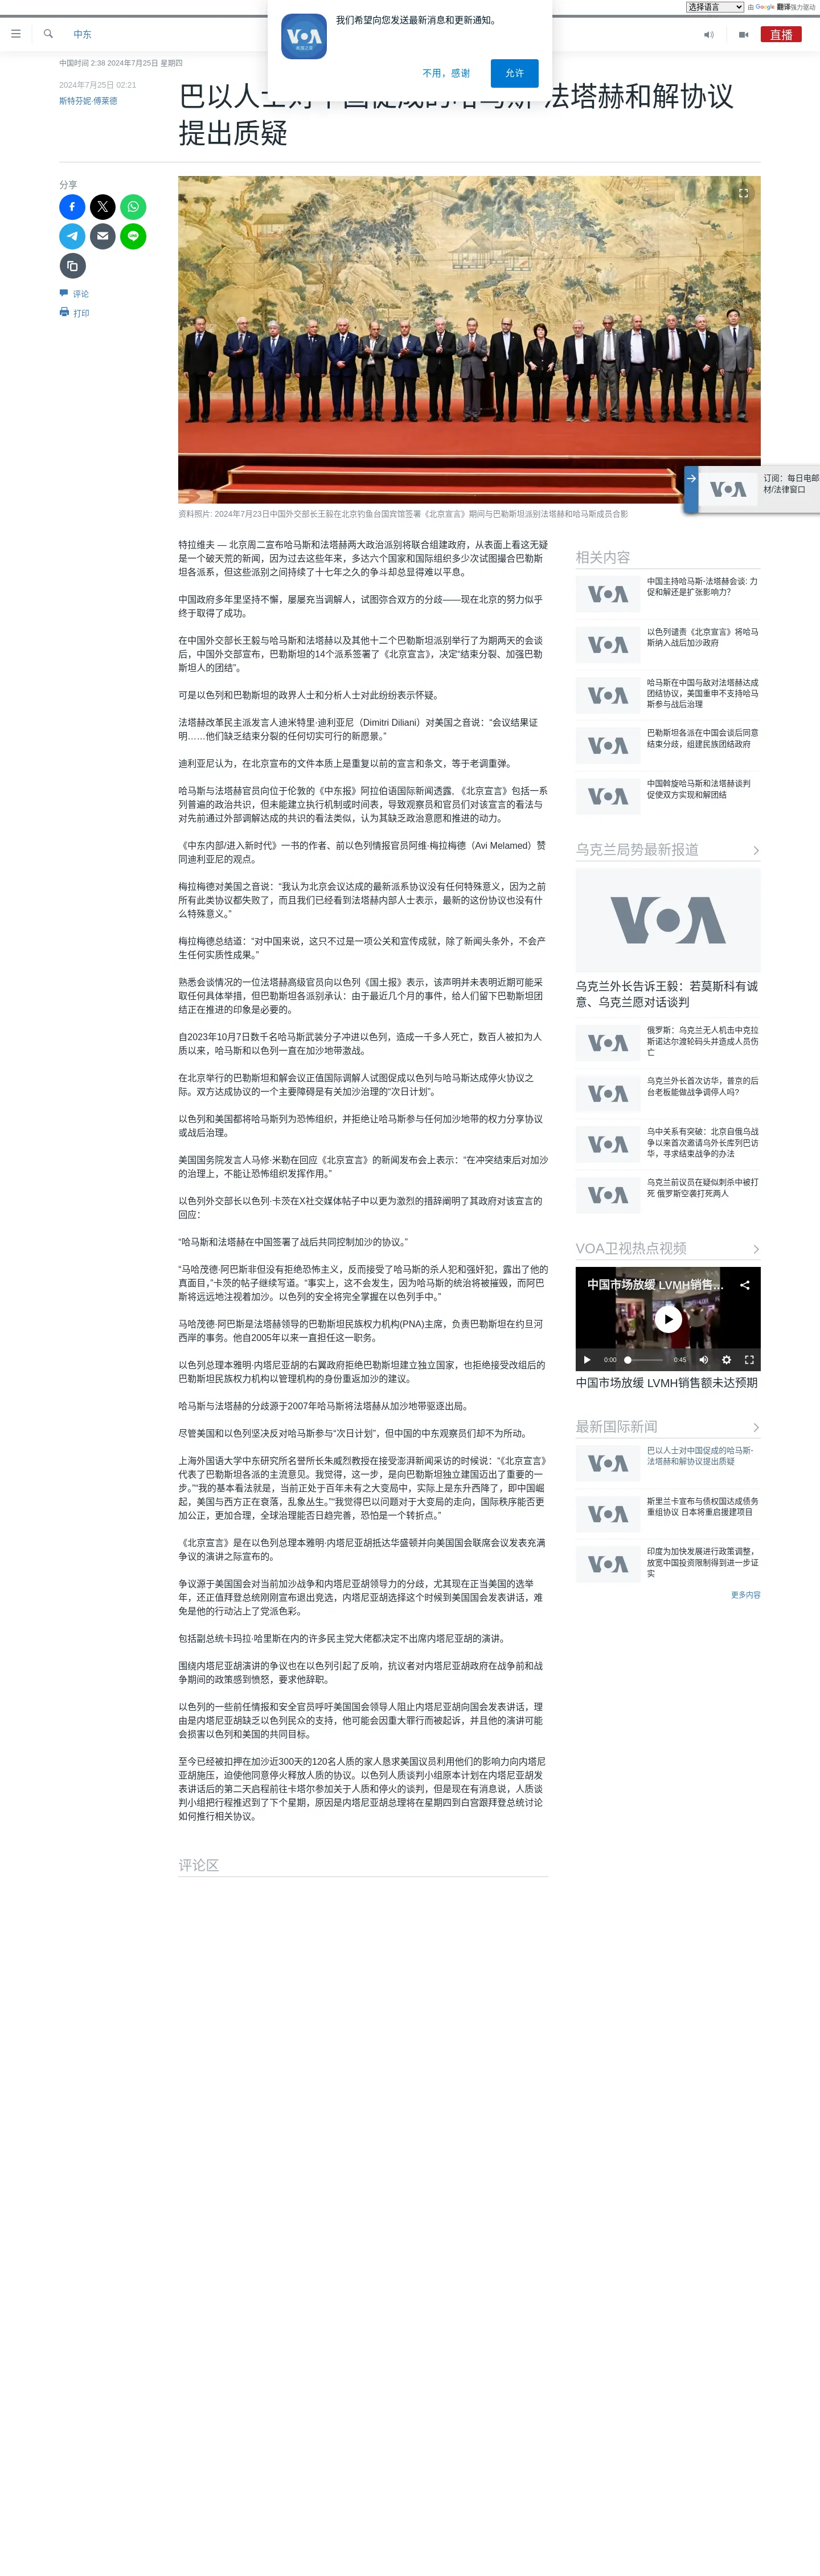 选择语言
由 Google 翻译强力驱动
VOA
美国之音
我们希望向您发送最新消息和更新通知。
不用，感谢
允许
中东
直播
中国时间 2:38 2024年7月25日 星期四
2024年7月25日 02:21
斯特芬妮·傅莱德
巴以人士对中国促成的哈马斯-法塔赫和解协议
提出质疑
分享
LINE
评论
打印
资料照片: 2024年7月23日中国外交部长王毅在北京钓鱼台国宾馆签署《北京宣言》期间与巴勒斯坦派别法塔赫和哈马斯成员合影
VOA
订阅：每日电邮
材/法律窗口
特拉维夫 — 北京周二宣布哈马斯和法塔赫两大政治派别将联合组建政府，从表面上看这无疑
是一个破天荒的新闻，因为过去这些年来，多达六个国家和国际组织多少次试图撮合巴勒斯
坦各派系，但这些派别之间持续了十七年之久的争斗却总显得难以平息。
中国政府多年里坚持不懈，屡屡充当调解人，试图弥合双方的分歧——现在北京的努力似乎
终于取得了成功。
在中国外交部长王毅与哈马斯和法塔赫以及其他十二个巴勒斯坦派别举行了为期两天的会谈
后，中国外交部宣布，巴勒斯坦的14个派系签署了《北京宣言》，决定“结束分裂、加强巴勒
斯坦人的团结”。
可是以色列和巴勒斯坦的政界人士和分析人士对此纷纷表示怀疑。
法塔赫改革民主派发言人迪米特里·迪利亚尼（Dimitri Diliani）对美国之音说：“会议结果证
明……他们缺乏结束分裂的任何切实可行的新愿景。”
迪利亚尼认为，在北京宣布的文件本质上是重复以前的宣言和条文，等于老调重弹。
哈马斯与法塔赫官员向位于伦敦的《中东报》阿拉伯语国际新闻透露,《北京宣言》包括一系
列普遍的政治共识，但未能建立执行机制或时间表，导致观察员和官员们对该宣言的看法与
对先前通过外部调解达成的共识的看法类似，认为其缺乏政治意愿和推进的动力。
《中东内部/进入新时代》一书的作者、前以色列情报官员阿维·梅拉梅德（Avi Melamed）赞
同迪利亚尼的观点。
梅拉梅德对美国之音说：“我认为北京会议达成的最新派系协议没有任何特殊意义，因为之前
所有此类协议都失败了，而且我们已经看到法塔赫内部人士表示，最新的这份协议也没有什
么特殊意义。”
梅拉梅德总结道：“对中国来说，这只不过是一项公关和宣传成就，除了新闻头条外，不会产
生任何实质性成果。”
熟悉会谈情况的一位法塔赫高级官员向以色列《国土报》表示，该声明并未表明近期可能采
取任何具体举措，但巴勒斯坦各派别承认：由于最近几个月的事件，给人们留下巴勒斯坦团
结正在推进的印象是必要的。
自2023年10月7日数千名哈马斯武装分子冲进以色列，造成一千多人死亡，数百人被扣为人
质以来，哈马斯和以色列一直在加沙地带激战。
在北京举行的巴勒斯坦和解会议正值国际调解人试图促成以色列与哈马斯达成停火协议之
际。双方达成协议的一个主要障碍是有关加沙治理的“次日计划”。
以色列和美国都将哈马斯列为恐怖组织，并拒绝让哈马斯参与任何加沙地带的权力分享协议
或战后治理。
美国国务院发言人马修·米勒在回应《北京宣言》的新闻发布会上表示：“在冲突结束后对加沙
的治理上，不能让恐怖组织发挥作用。”
以色列外交部长以色列·卡茨在X社交媒体帖子中以更为激烈的措辞阐明了其政府对该宣言的
回应：
“哈马斯和法塔赫在中国签署了战后共同控制加沙的协议。”
“马哈茂德·阿巴斯非但没有拒绝恐怖主义，反而接受了哈马斯的杀人犯和强奸犯，露出了他的
真面目，”卡茨的帖子继续写道。“事实上，这不会发生，因为哈马斯的统治将被摧毁，而阿巴
斯将远远地注视着加沙。以色列的安全将完全掌握在以色列手中。”
马哈茂德·阿巴斯是法塔赫领导的巴勒斯坦民族权力机构(PNA)主席，负责巴勒斯坦在约旦河
西岸的事务。他自2005年以来一直担任这一职务。
以色列总理本雅明·内塔尼亚胡的右翼政府拒绝巴勒斯坦建立独立国家，也拒绝接受改组后的
巴勒斯坦民族权力机构以管理机构的身份重返加沙的建议。
哈马斯与法塔赫的分歧源于2007年哈马斯将法塔赫从加沙地带驱逐出局。
尽管美国和以色列坚决反对哈马斯参与“次日计划”，但中国的中东观察员们却不为所动。
上海外国语大学中东研究所名誉所长朱威烈教授在接受澎湃新闻采访的时候说：“《北京宣言》
代表了巴勒斯坦各派的主流意见。我觉得，这一步，是向巴勒斯坦独立建国迈出了重要的一
步。”“我的基本看法就是，当前正处于百年未有之大变局中，实际上是东升西降了，即中国崛
起，美国与西方正在衰落，乱象丛生。”“我觉得巴以问题对于大变局的走向，国际秩序能否更
加公正，更加合理，全球治理能否日趋完善，恐怕是一个转折点。”
《北京宣言》是在以色列总理本雅明·内塔尼亚胡抵达华盛顿并向美国国会联席会议发表充满
争议的演讲之际宣布的。
争议源于美国国会对当前加沙战争和内塔尼亚胡领导力的分歧，尤其现在正当美国的选举
年，还正值拜登总统刚刚宣布退出竞选，内塔尼亚胡选择这个时候到美国国会发表讲话，难
免是他的行动沾上了党派色彩。
包括副总统卡玛拉·哈里斯在内的许多民主党大佬都决定不出席内塔尼亚胡的演讲。
围绕内塔尼亚胡演讲的争议也在以色列引起了反响，抗议者对内塔尼亚胡政府在战争前和战
争期间的政策感到愤怒，要求他辞职。
以色列的一些前任情报和安全官员呼吁美国国会领导人阻止内塔尼亚胡向国会发表讲话，理
由是内塔尼亚胡缺乏以色列民众的支持，他可能会因重大罪行而被起诉，并且他的演讲可能
会损害以色列和美国的共同目标。
至今已经被扣押在加沙近300天的120名人质的家人恳求美国议员利用他们的影响力向内塔尼
亚胡施压，迫使他同意停火释放人质的协议。以色列人质谈判小组原本计划在内塔尼亚胡发
表讲话后的第二天启程前往卡塔尔参加关于人质和停火的谈判，但是现在有消息说，人质谈
判小组把行程推迟到了下个星期，原因是内塔尼亚胡总理将在星期四到白宫跟拜登总统讨论
如何推行相关协议。
评论区
相关内容
VOA
中国主持哈马斯-法塔赫会谈: 力
促和解还是扩张影响力?
VOA
以色列谴责《北京宣言》将哈马
斯纳入战后加沙政府
VOA
哈马斯在中国与敌对法塔赫达成
团结协议，美国重申不支持哈马
斯参与战后治理
VOA
巴勒斯坦各派在中国会谈后同意
结束分歧，组建民族团结政府
VOA
中国斡旋哈马斯和法塔赫谈判
促使双方实现和解团结
乌克兰局势最新报道
VOA
乌克兰外长告诉王毅：若莫斯科有诚
意、乌克兰愿对话谈判
VOA
俄罗斯：乌克兰无人机击中克拉
斯诺达尔渡轮码头并造成人员伤
亡
VOA
乌克兰外长首次访华，普京的后
台老板能做战争调停人吗?
VOA
乌中关系有突破：北京自俄乌战
争以来首次邀请乌外长库列巴访
华，寻求结束战争的办法
VOA
乌克兰前议员在疑似刺杀中被打
死 俄罗斯空袭打死两人
VOA卫视热点视频
中国市场放缓 LVMH销售...
0:00
0:45
中国市场放缓 LVMH销售额未达预期
最新国际新闻
VOA
巴以人士对中国促成的哈马斯-
法塔赫和解协议提出质疑
VOA
斯里兰卡宣布与债权国达成债务
重组协议 日本将重启援建项目
VOA
印度为加快发展进行政策调整，
放宽中国投资限制得到进一步证
实
更多内容